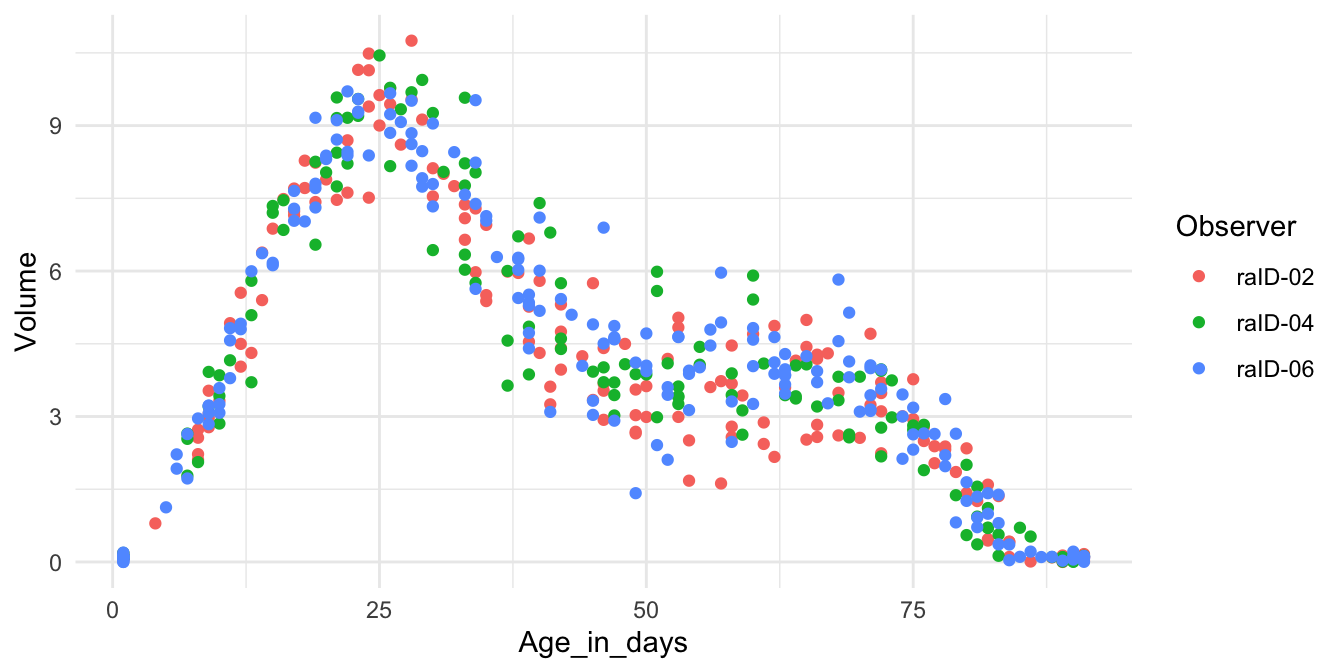 9
6
3
0
Volume
0 25 50 75
Age_in_days
Observer
raID-02
raID-04
raID-06